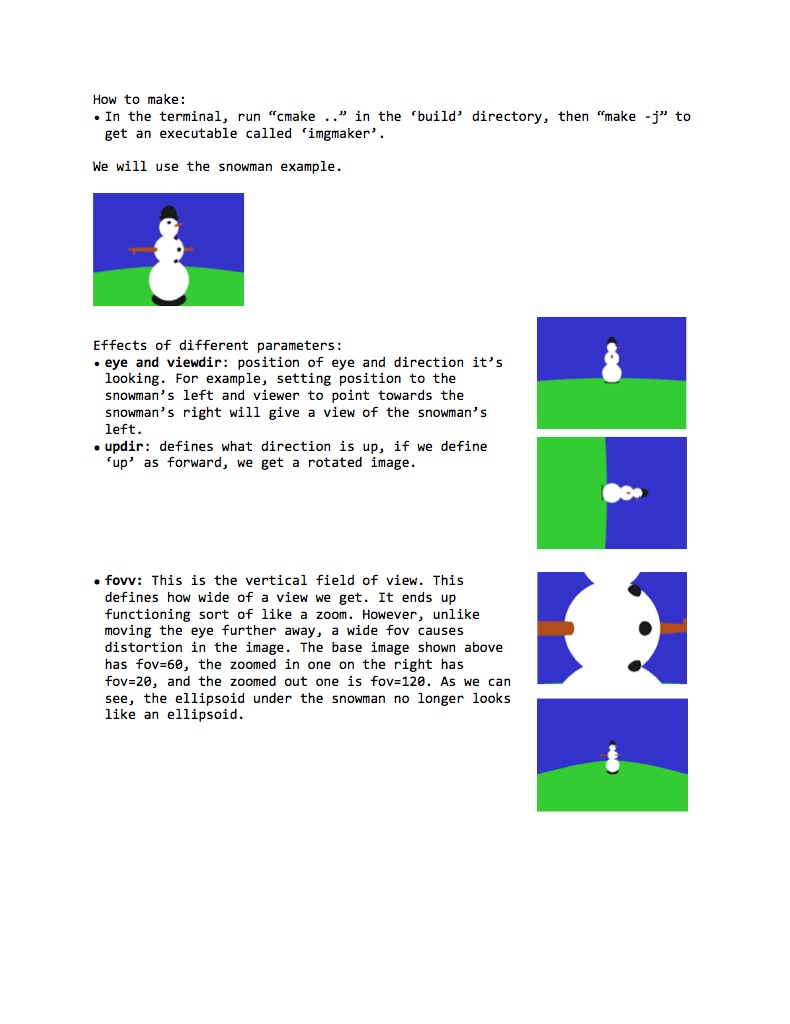 How to make:
• In the terminal, run “cmake ..” in the ‘build’ directory, then “make -j” to
get an executable called ‘imgmaker’.
We will use the snowman example.
Effects of different parameters:
• eye and viewdir: position of eye and direction it’s
looking. For example, setting position to the
snowman’s left and viewer to point towards the
snowman’s right will give a view of the snowman’s
left.
• updir: defines what direction is up, if we define
‘up’ as forward, we get a rotated image.
• fovv: This is the vertical field of view. This
defines how wide of a view we get. It ends up
functioning sort of like a zoom. However, unlike
moving the eye further away, a wide fov causes
distortion in the image. The base image shown above
has fov=60, the zoomed in one on the right has
fov=20, and the zoomed out one is fov=120. As we can
see, the ellipsoid under the snowman no longer looks
like an ellipsoid.